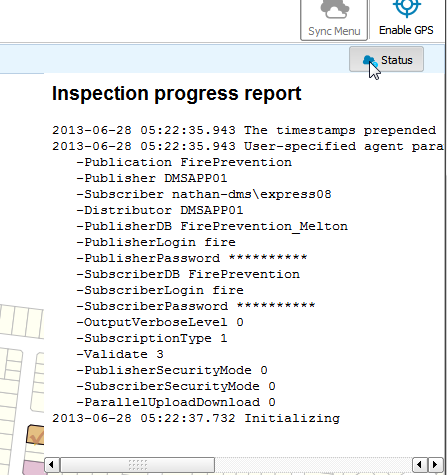 Sync Menu
Enable GPS
Status
Inspection progress report
2013-06-28 05:22:35.943 The timestamps prepended
2013-06-28 05:22:35.943 User-specified agent para
-Publication FirePrevention
-Publisher DMSAPP01
-Subscriber nathan-dms\express08
-Distributor DMSAPP01
-PublisherDB FirePrevention_Melton
-PublisherLogin fire
-PublisherPassword **********
-SubscriberDB FirePrevention
-SubscriberLogin fire
-SubscriberPassword **********
-OutputVerboseLevel 0
-SubscriptionType 1
-Validate 3
-PublisherSecurityMode 0
-SubscriberSecurityMode 0
-ParallelUploadDownload 0
2013-06-28 05:22:37.732 Initializing